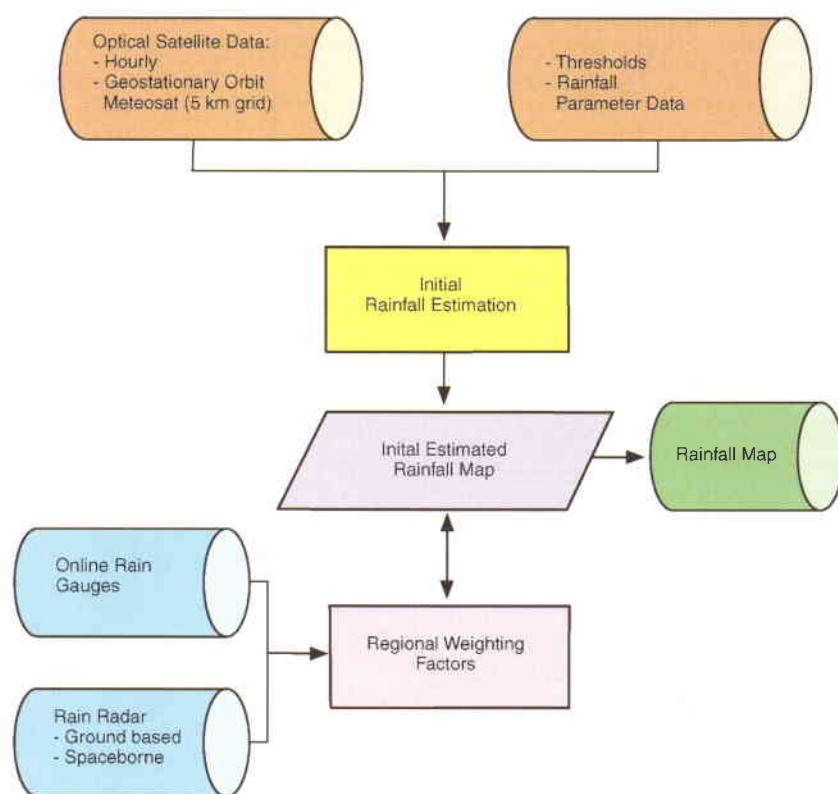 Optical Satellite Data:
- Hourly
- Geostationary Orbit
Meteosat (5 km grid)
- Thresholds
- Rainfall
Parameter Data
Initial
Rainfall Estimation
Inital Estimated
Rainfall Map
Rainfall Map
Online Rain
Gauges
Regional Weighting
Factors
Rain Radar
- Ground based
- Spaceborne